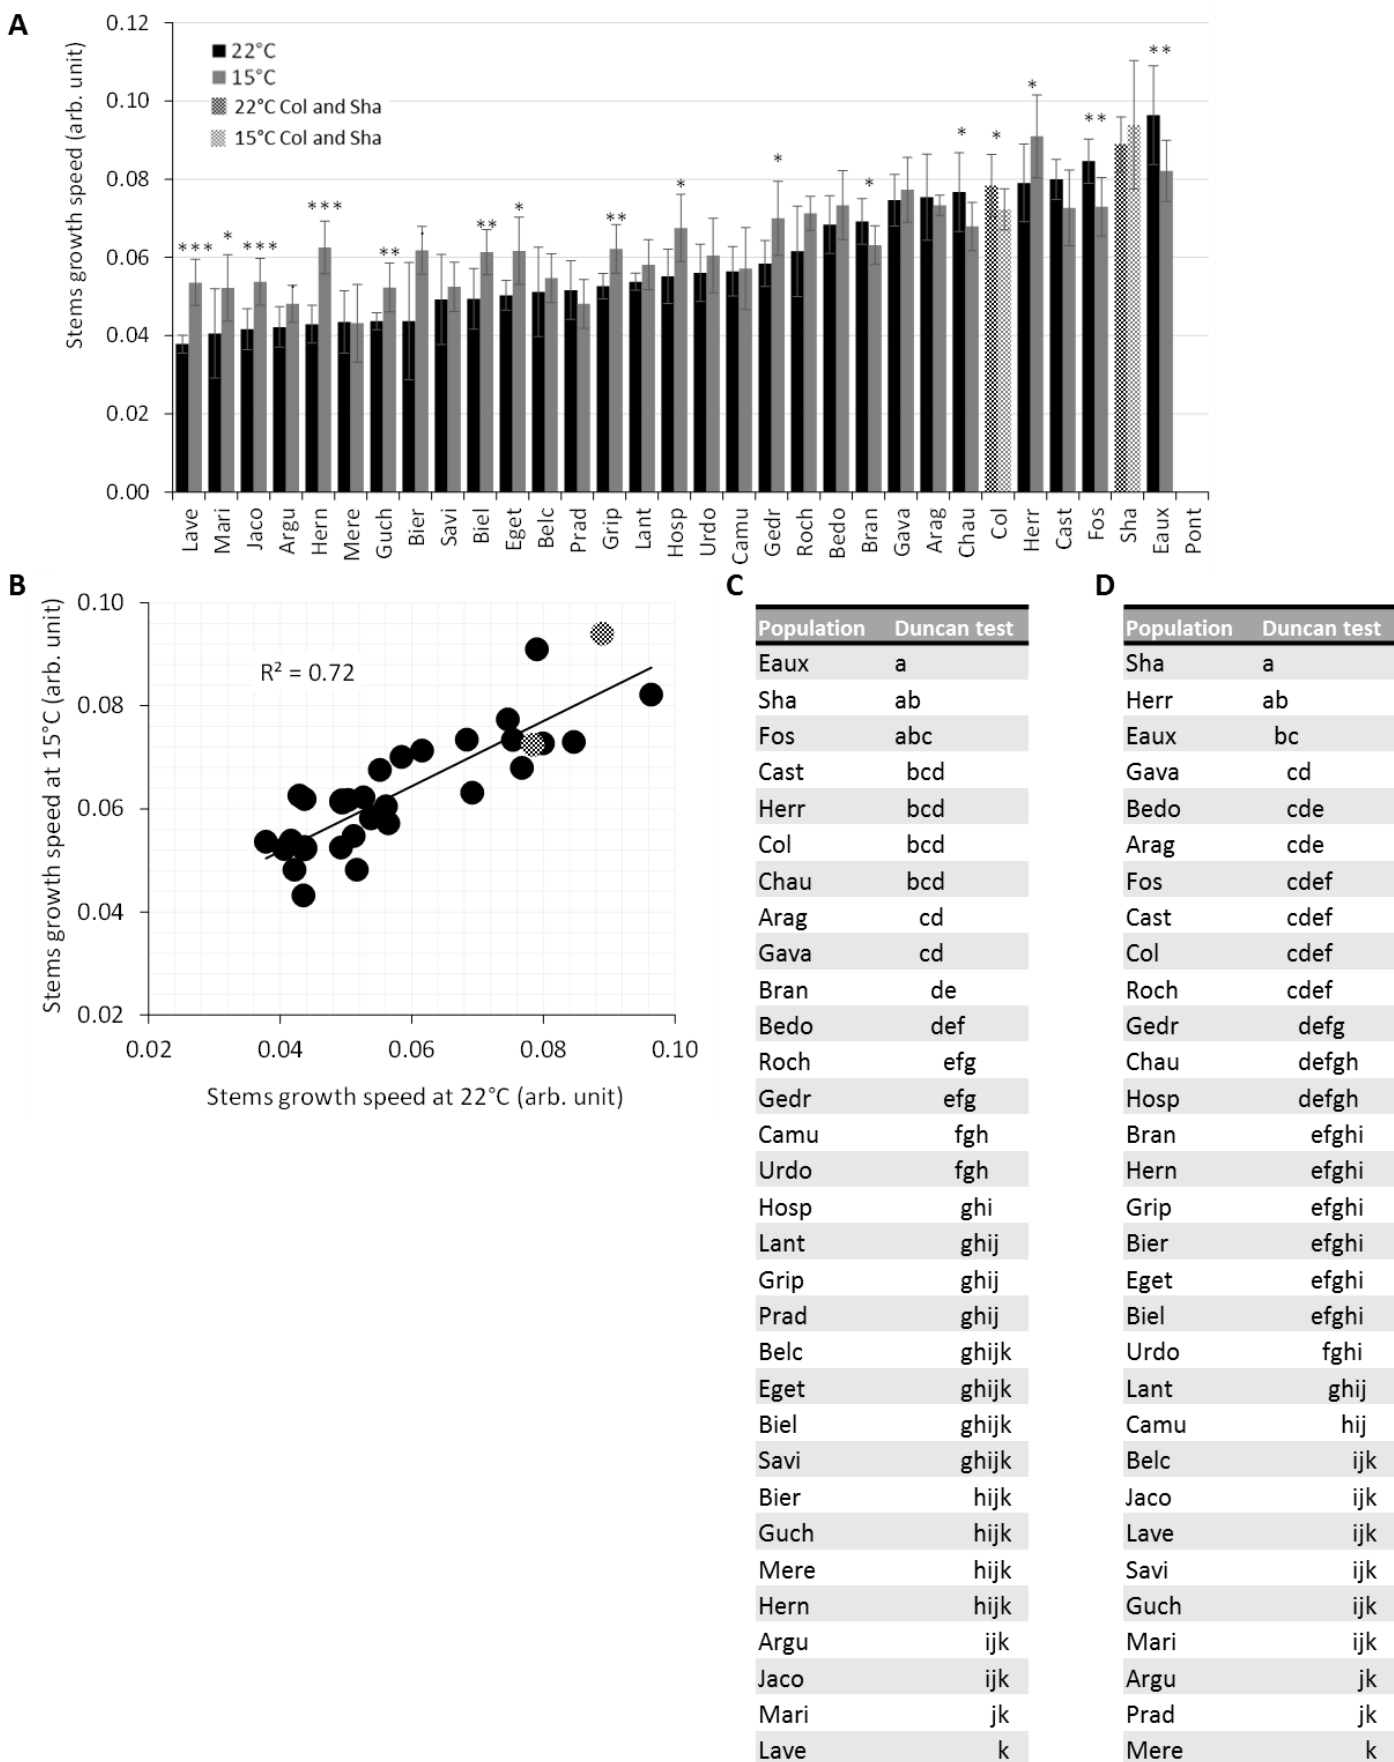 A
Stems growth speed (arb. unit)
0.12
0.10
0.08
0.06
0.04
0.02
0.00
22°C
15°C
22°C Col and Sha
15°C Col and Sha
*** * *** *** ** ** * ** * * * * * * ** **
Lave Mari Jaco Argu Hern Mere Guch Bier Savi Biel Eget Belc Prad Grip Lant Hosp Urdo Camu Gedr Roch Bedo Bran Gava Arag Chau Col Herr Cast Fos Sha Eaux Pont
B
Stems growth speed at 15°C (arb. unit)
0.10
0.08
0.06
0.04
0.02
R² = 0.72
0.02 0.04 0.06 0.08 0.10
Stems growth speed at 22°C (arb. unit)
C
Population Duncan test
Eaux a
Sha ab
Fos abc
Cast bcd
Herr bcd
Col bcd
Chau bcd
Arag cd
Gava cd
Bran de
Bedo def
Roch efg
Gedr efg
Camu fgh
Urdo fgh
Hosp ghi
Lant ghij
Grip ghij
Prad ghij
Belc ghijk
Eget ghijk
Biel ghijk
Savi ghijk
Bier hijk
Guch hijk
Mere hijk
Hern hijk
Argu ijk
Jaco ijk
Mari jk
Lave k
D
Population Duncan test
Sha a
Herr ab
Eaux bc
Gava cd
Bedo cde
Arag cde
Fos cdef
Cast cdef
Col cdef
Roch cdef
Gedr defg
Chau defgh
Hosp defgh
Bran efghi
Hern efghi
Grip efghi
Bier efghi
Eget efghi
Biel efghi
Urdo fghi
Lant ghij
Camu hij
Belc ijk
Jaco ijk
Lave ijk
Savi ijk
Guch ijk
Mari ijk
Argu jk
Prad jk
Mere k